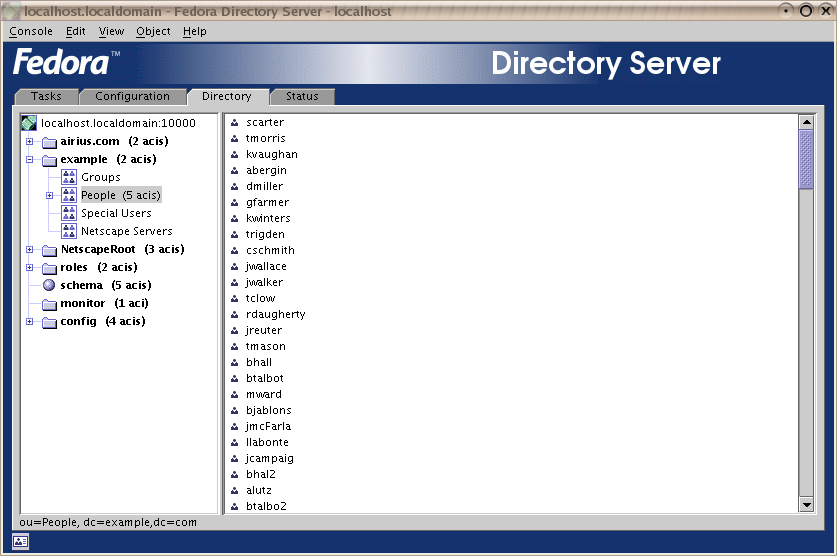 localhost.localdomain - Fedora Directory Server - localhost
Console Edit View Object Help
Fedora™ Directory Server
Tasks Configuration Directory Status
localhost.localdomain:10000
airius.com (2 acis)
example (2 acis)
Groups
People (5 acis)
Special Users
Netscape Servers
NetscapeRoot (3 acis)
roles (2 acis)
schema (5 acis)
monitor (1 aci)
config (4 acis)
scarter
tmorris
kvaughan
abergin
dmiller
gfarmer
kwinters
trigden
cschmith
jwallace
jwalker
tclow
rdaugherty
jreuter
tmason
bhall
btalbot
mward
bjablons
jmcFarla
llabonte
jcampaig
bhal2
alutz
btalbo2
ou=People, dc=example,dc=com